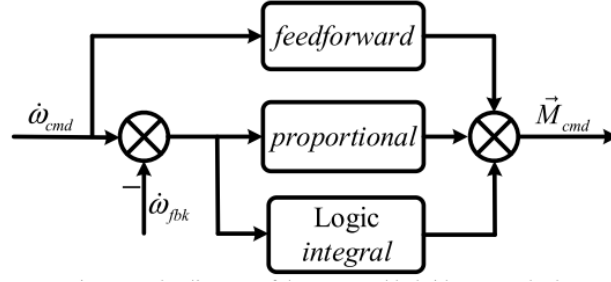 feedforward
ω̇cmd
proportional
M⃗cmd
−
ω̇fbk
Logic
integral